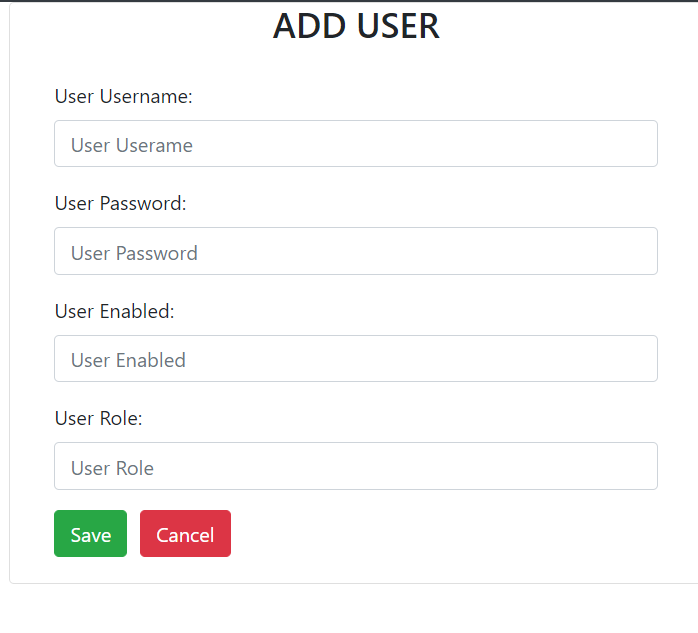 ADD USER
User Username:
User Userame
User Password:
User Password
User Enabled:
User Enabled
User Role:
User Role
Save Cancel